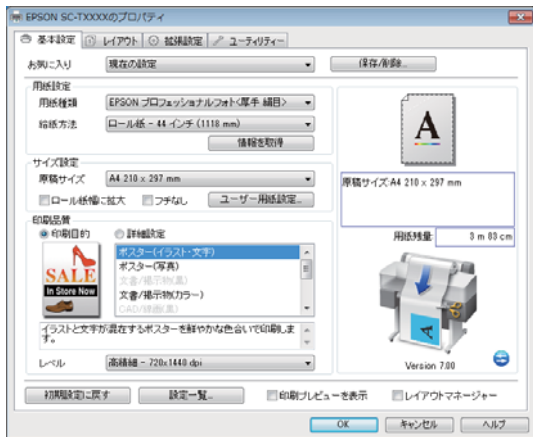 EPSON SC-TXXXXのプロパティ
基本設定
レイアウト
拡張設定
ユーティリティー
お気に入り
現在の設定
保存/削除...
用紙設定
用紙種類
EPSON プロフェッショナルフォト<厚手 絹目>
給紙方法
ロール紙 - 44 インチ (1118 mm)
情報を取得
サイズ設定
原稿サイズ
A4 210 x 297 mm
ロール紙幅に拡大
フチなし
ユーザー用紙設定...
印刷品質
印刷目的
詳細設定
SALE
In Store Now
ポスター(イラスト・文字)
ポスター(写真)
文書/掲示物(黒)
文書/掲示物(カラー)
CAD/線画(黒)
イラストと文字が混在するポスターを鮮やかな色合いで印刷しま
す。
レベル
高精細 - 720x1440 dpi
A
原稿サイズ:A4 210 x 297 mm
用紙残量
3 m 83 cm
A
Version 7.00
初期設定に戻す
設定一覧...
印刷プレビューを表示
レイアウトマネージャー
OK
キャンセル
ヘルプ